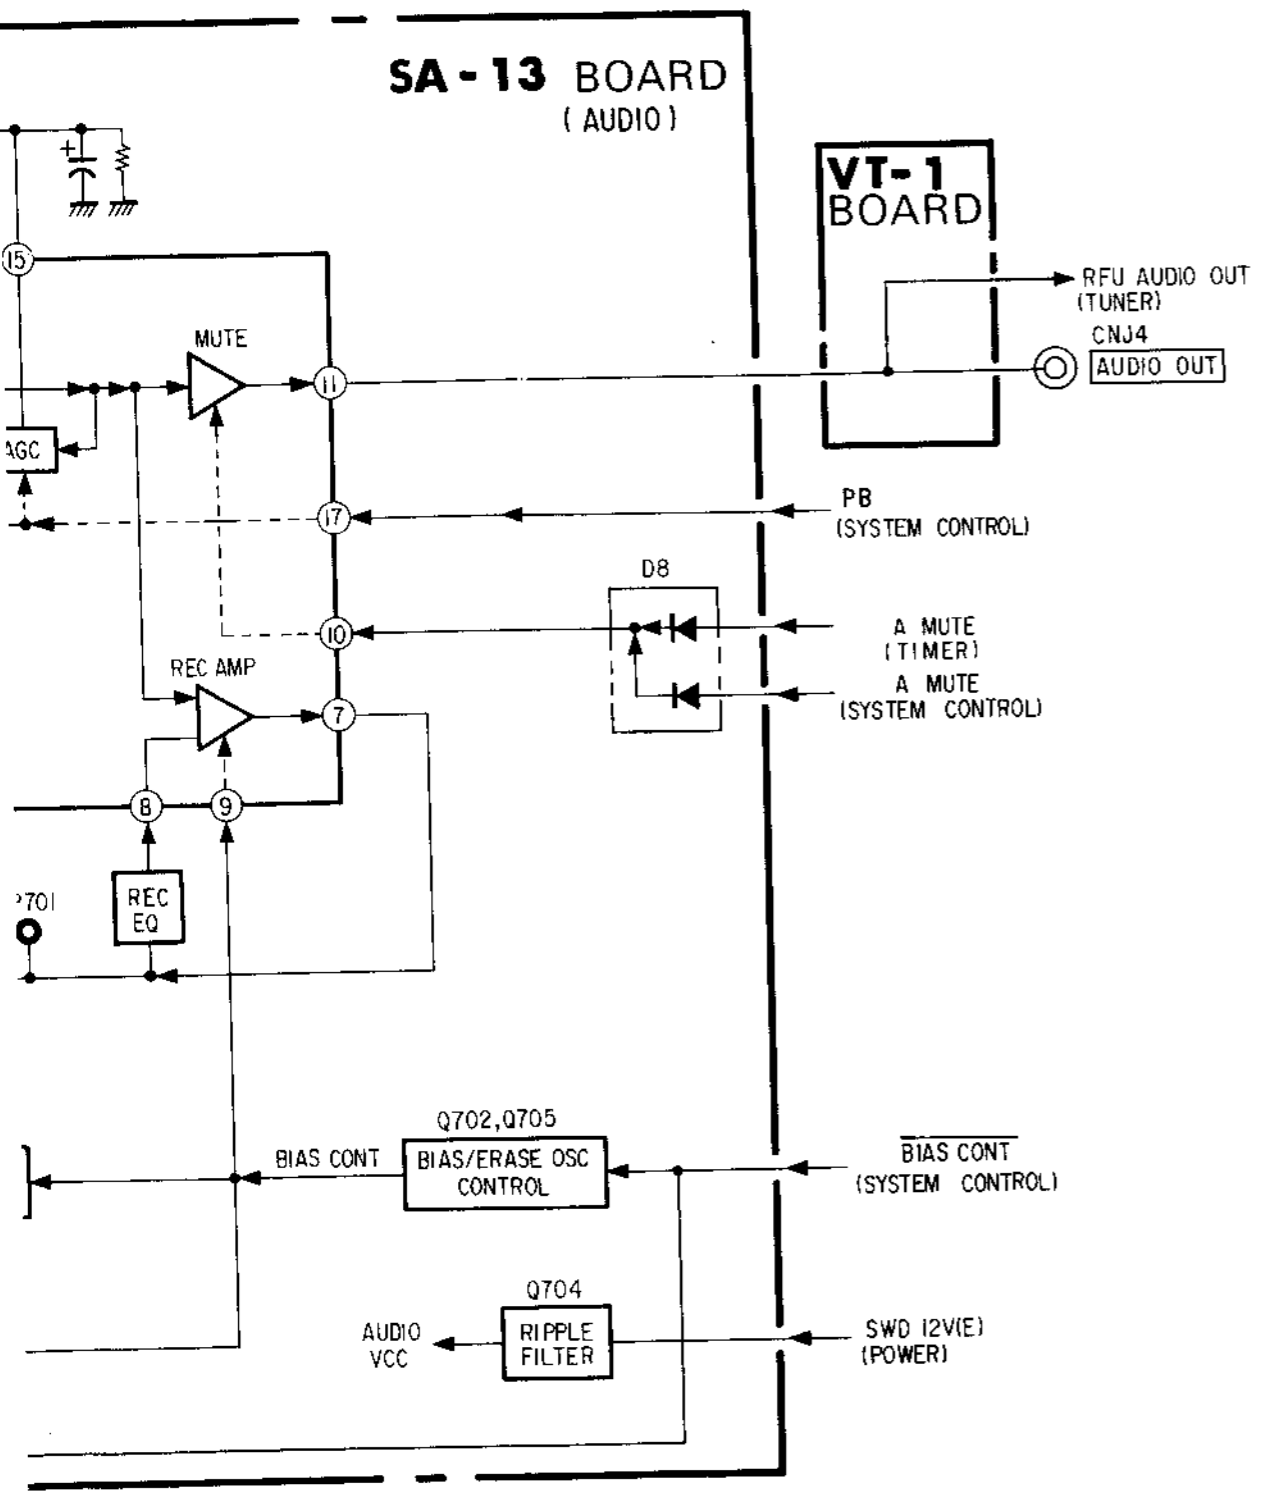 SA-13 BOARD
(AUDIO)
VT-1
BOARD
+
15
RFU AUDIO OUT
(TUNER)
CNJ4
AUDIO OUT
MUTE
11
AGC
PB
(SYSTEM CONTROL)
17
D8
10
A MUTE
(TIMER)
A MUTE
(SYSTEM CONTROL)
REC AMP
7
8
9
REC
EQ
P701
Q702,Q705
BIAS CONT
BIAS/ERASE OSC
CONTROL
BIAS CONT
(SYSTEM CONTROL)
Q704
AUDIO
VCC
RIPPLE
FILTER
SWD 12V(E)
(POWER)